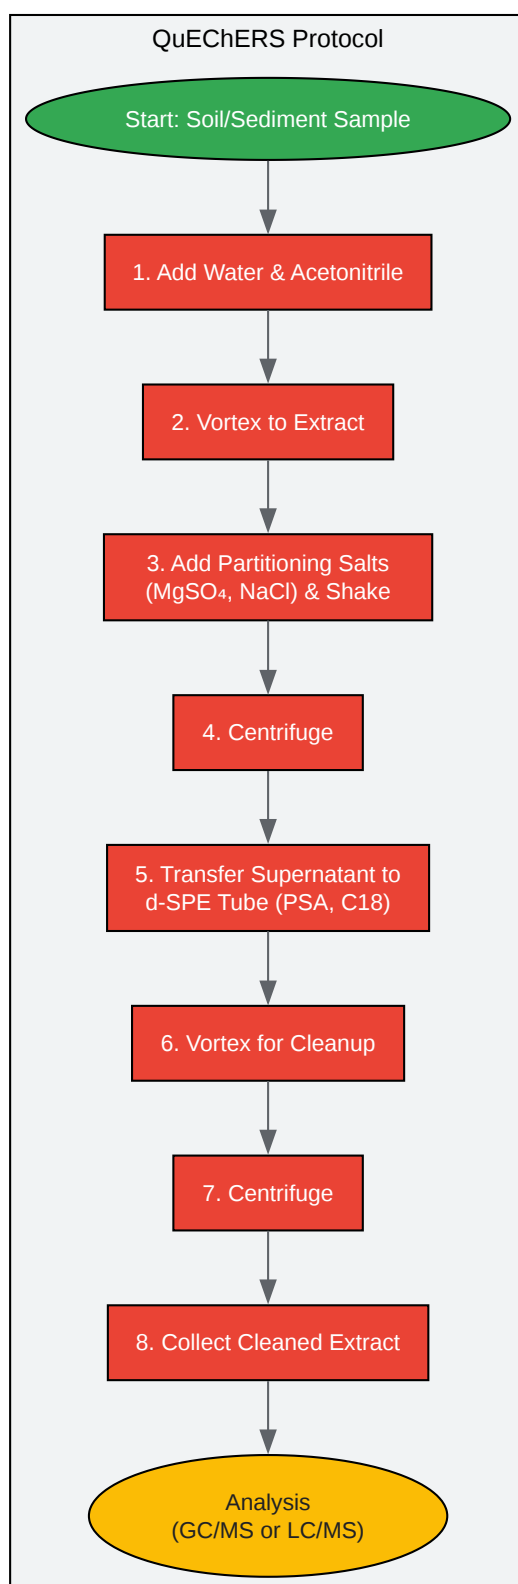 QuEChERS Protocol
Start: Soil/Sediment Sample
1. Add Water & Acetonitrile
2. Vortex to Extract
3. Add Partitioning Salts
(MgSO₄, NaCl) & Shake
4. Centrifuge
5. Transfer Supernatant to
d-SPE Tube (PSA, C18)
6. Vortex for Cleanup
7. Centrifuge
8. Collect Cleaned Extract
Analysis
(GC/MS or LC/MS)